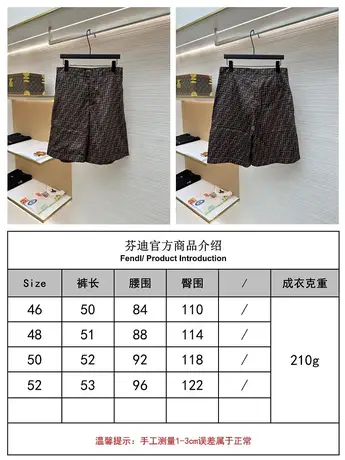 芬迪官方商品介绍
Fendl/ Product Introduction
Size 裤长 腰围 臀围 / 成衣克重
46 50 84 110 /
48 51 88 114 /
50 52 92 118 / 210g
52 53 96 122 /
/
温馨提示：手工测量1-3cm误差属于正常